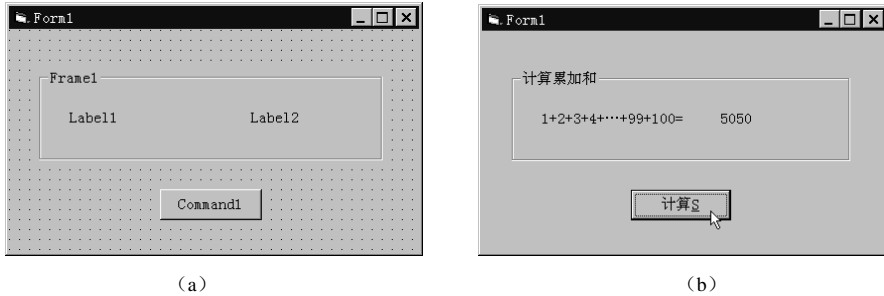 Form1
Frame1
Label1
Label2
Command1
(a)
Form1
计算累加和
1+2+3+4+…+99+100=
5050
计算S
(b)